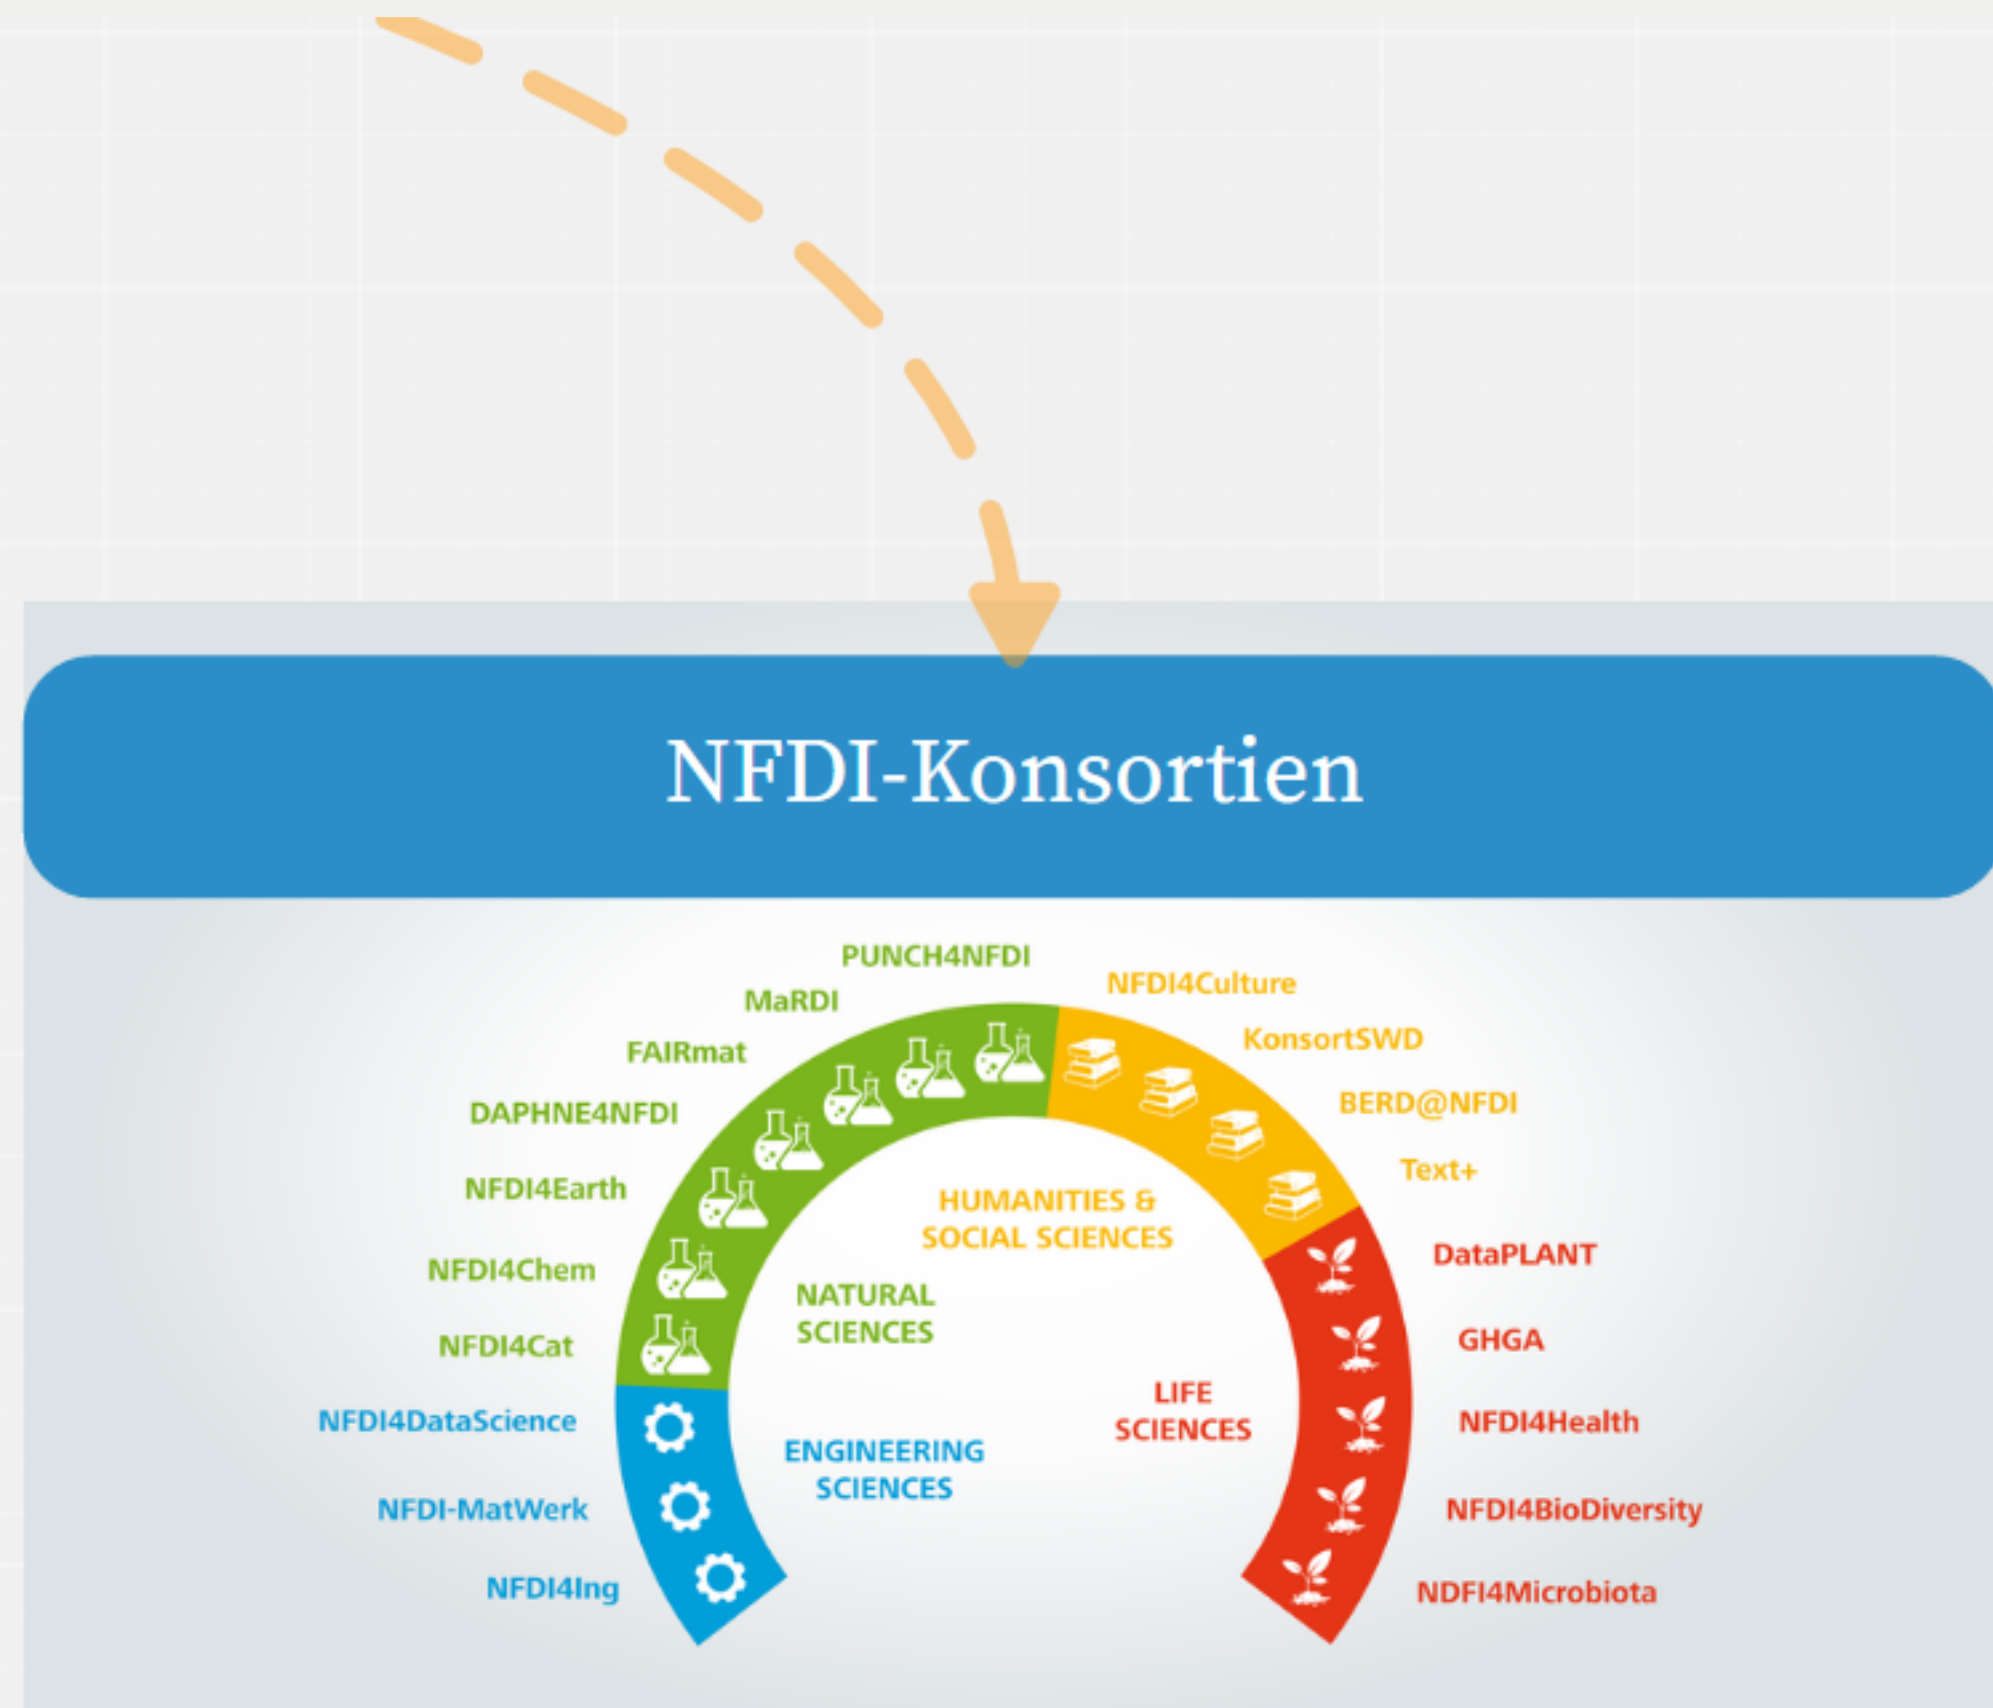 NFDI-Konsortien
PUNCH4NFDI
NFDI4Culture
MaRDI
KonsortSWD
FAIRmat
BERD@NFDI
DAPHNE4NFDI
Text+
NFDI4Earth
HUMANITIES &
SOCIAL SCIENCES
DataPLANT
NFDI4Chem
NATURAL
SCIENCES
GHGA
NFDI4Cat
LIFE
SCIENCES
NFDI4DataScience
NFDI4Health
ENGINEERING
SCIENCES
NFDI-MatWerk
NFDI4BioDiversity
NFDI4Ing
NDFI4Microbiota